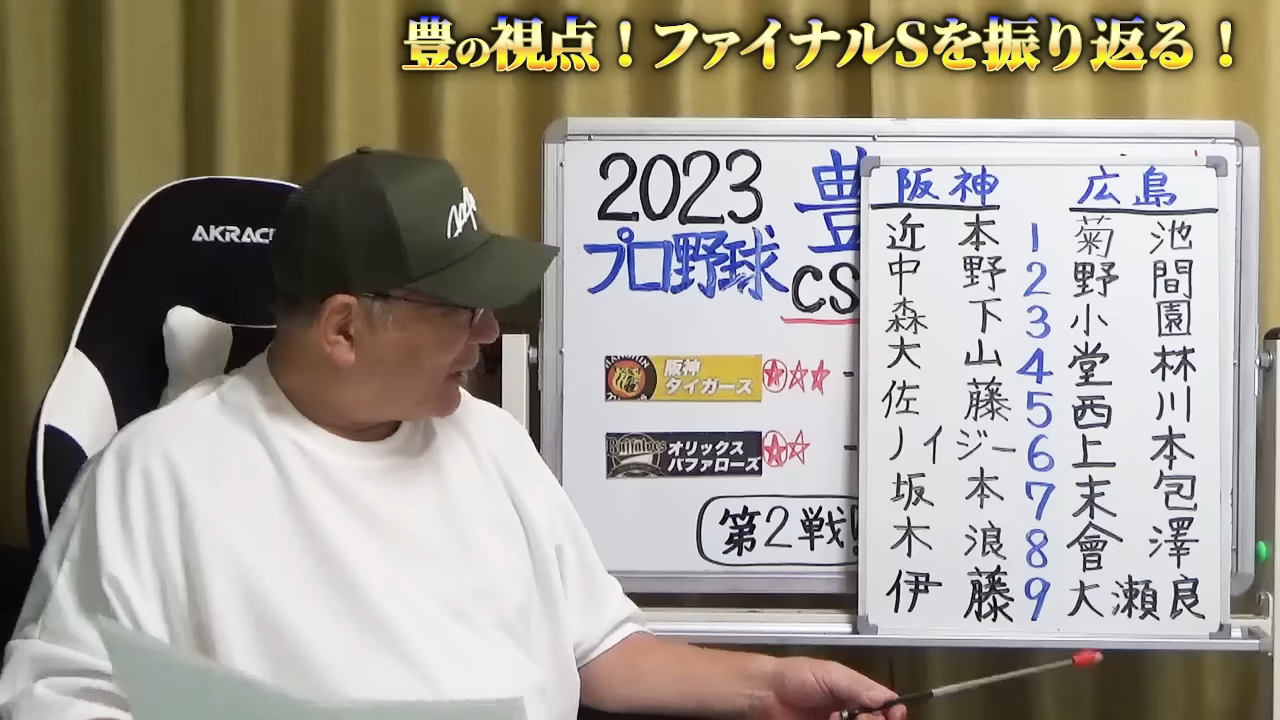 豊の視点！ファイナルSを振り返る！
AKRAC
2023 豊
プロ野球
CS
阪神
タイガース
Buffaloes
オリックス
バファローズ
第2戦!
阪神 広島
近本 1 菊池
中野 2 野間
森下 3 小園
大山 4 堂林
佐藤 5 西川
ノイジー 6 上本
坂本 7 末包
木浪 8 會澤
伊藤 9 大瀬良